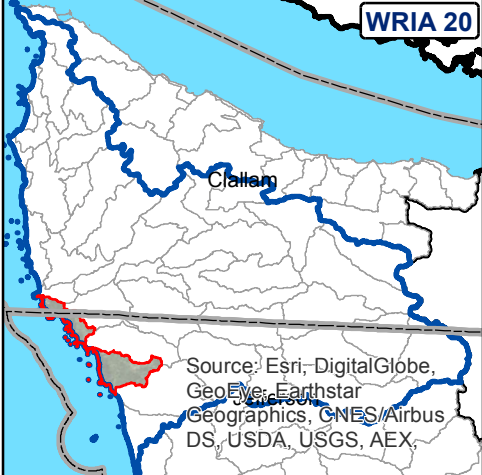 WRIA 20
Clallam
Source: Esri, DigitalGlobe,
GeoEye, Earthstar
Geographics, CNES/Airbus
DS, USDA, USGS, AEX,